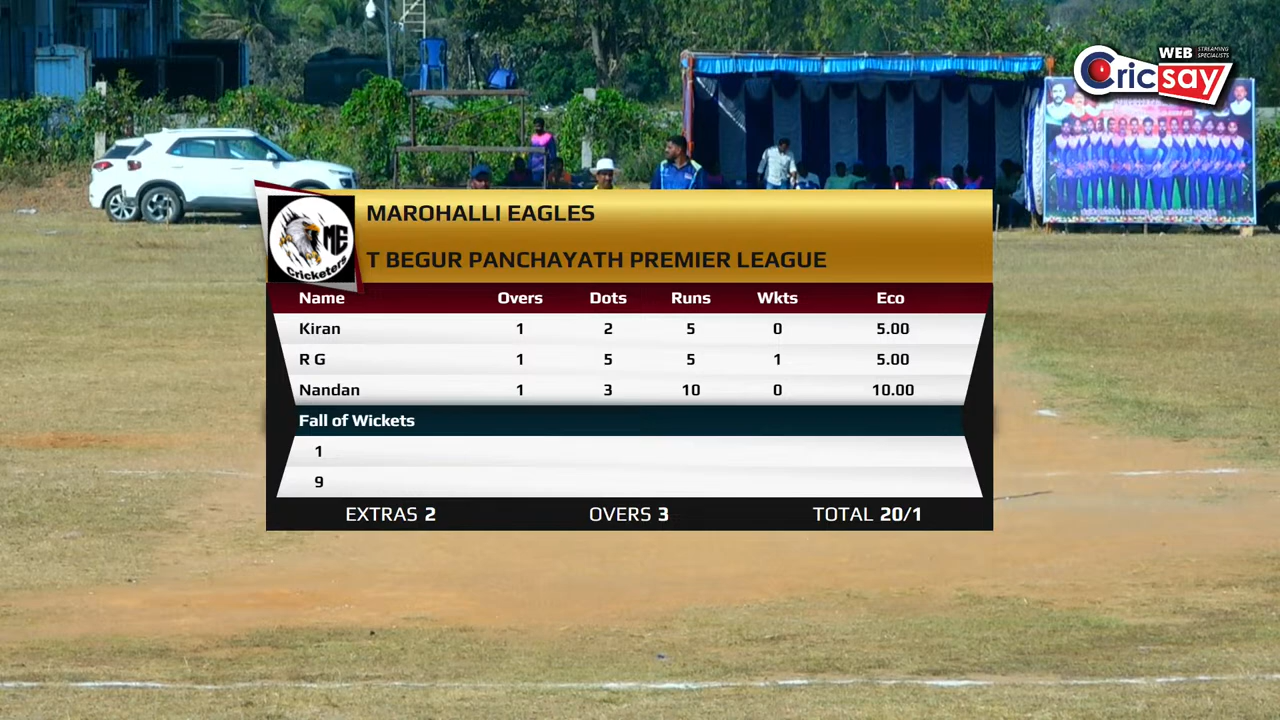 WEB STREAMING SPECIALISTS
Cricsay
MAROHALLI EAGLES
T BEGUR PANCHAYATH PREMIER LEAGUE
ME
Cricketers
Name Overs Dots Runs Wkts Eco
Kiran 1 2 5 0 5.00
R G 1 5 5 1 5.00
Nandan 1 3 10 0 10.00
Fall of Wickets
1
9
EXTRAS 2 OVERS 3 TOTAL 20/1